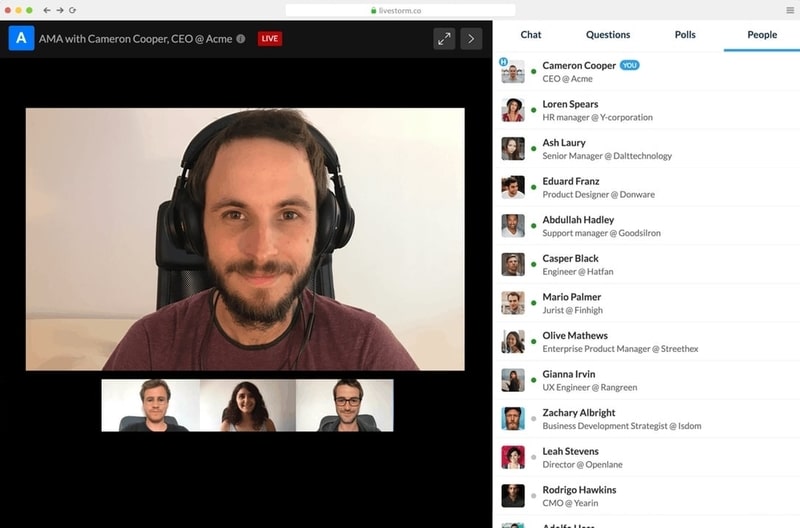 livestorm.co
A AMA with Cameron Cooper, CEO @ Acme LIVE
Chat Questions Polls People
H
Cameron Cooper YOU
CEO @ Acme
Loren Spears
HR manager @ Y-corporation
Ash Laury
Senior Manager @ Dalttechnology
Eduard Franz
Product Designer @ Donware
Abdullah Hadley
Support manager @ Goodsilron
Casper Black
Engineer @ Hatfan
Mario Palmer
Jurist @ Finhigh
Olive Mathews
Enterprise Product Manager @ Streethex
Gianna Irvin
UX Engineer @ Rangreen
Zachary Albright
Business Development Strategist @ Isdom
Leah Stevens
Director @ Openlane
Rodrigo Hawkins
CMO @ Yearin